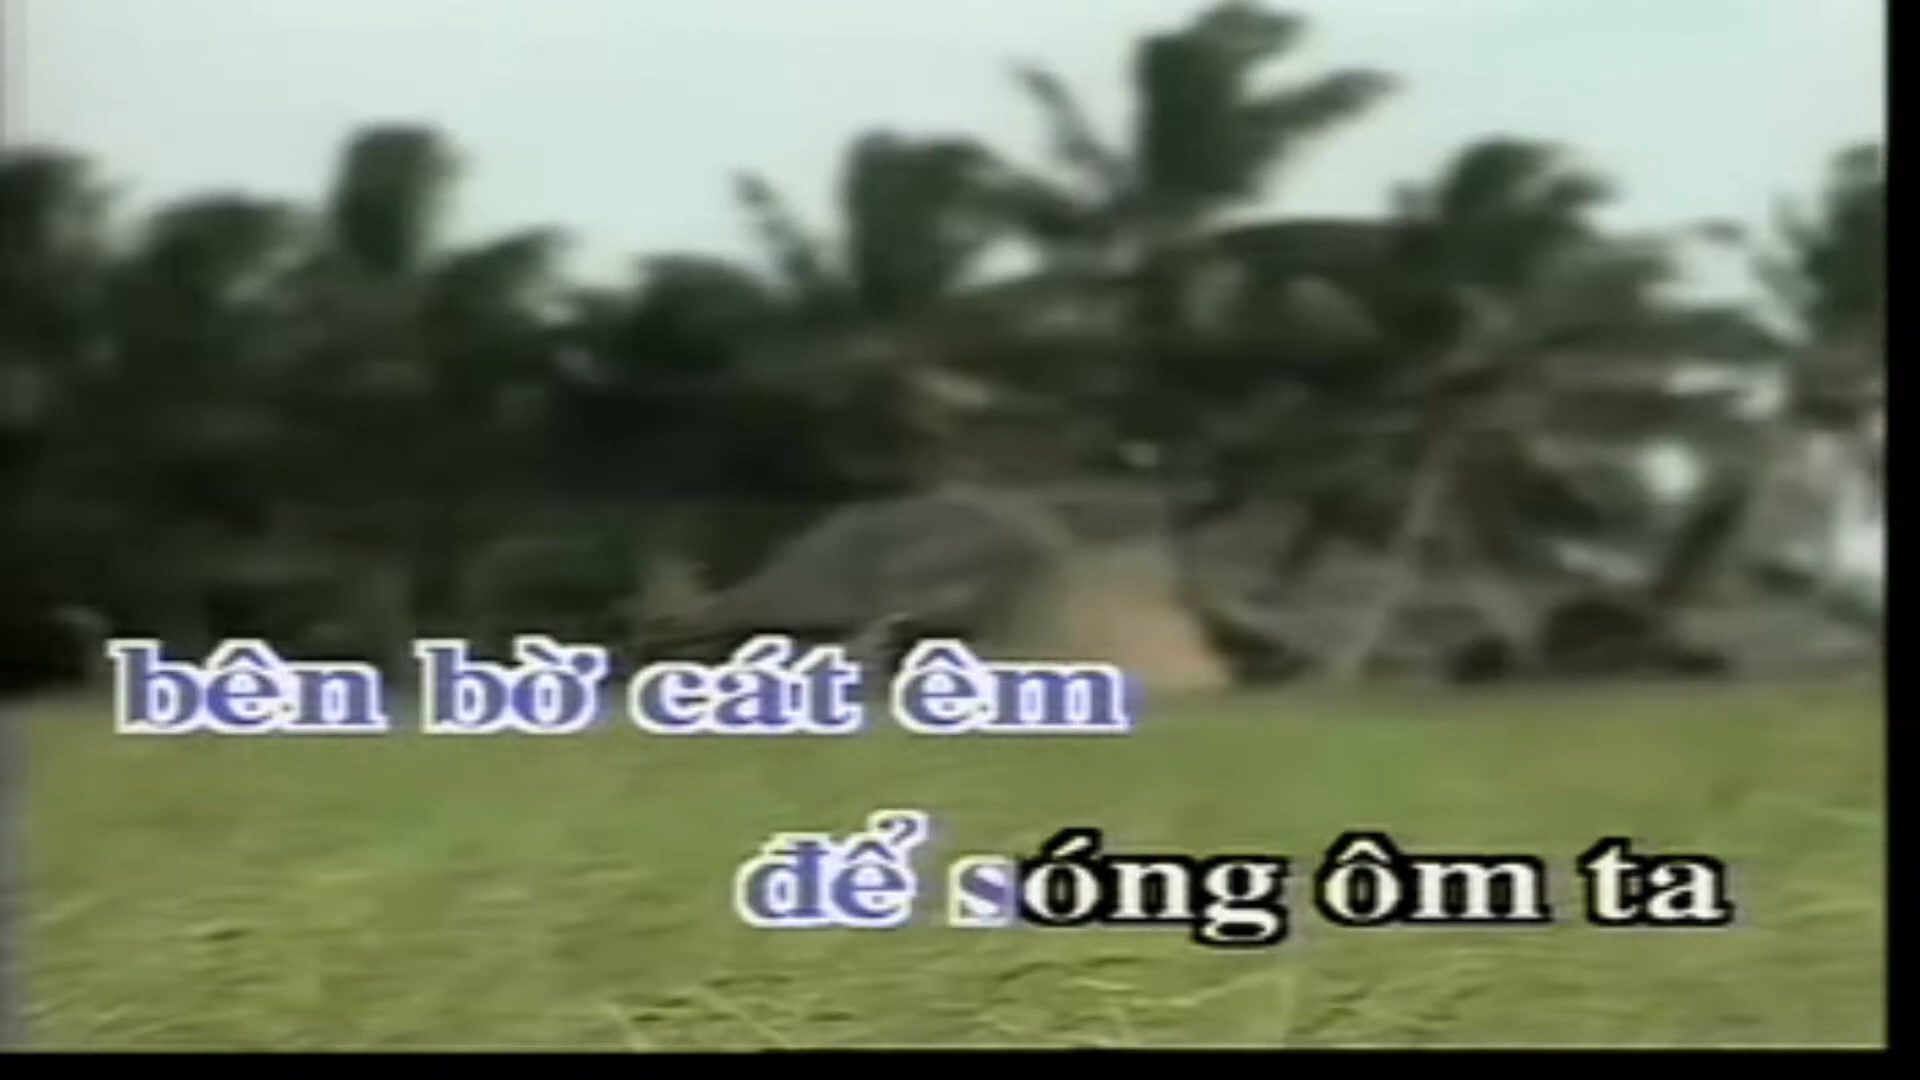 bên bờ cát êm
để sóng ôm ta